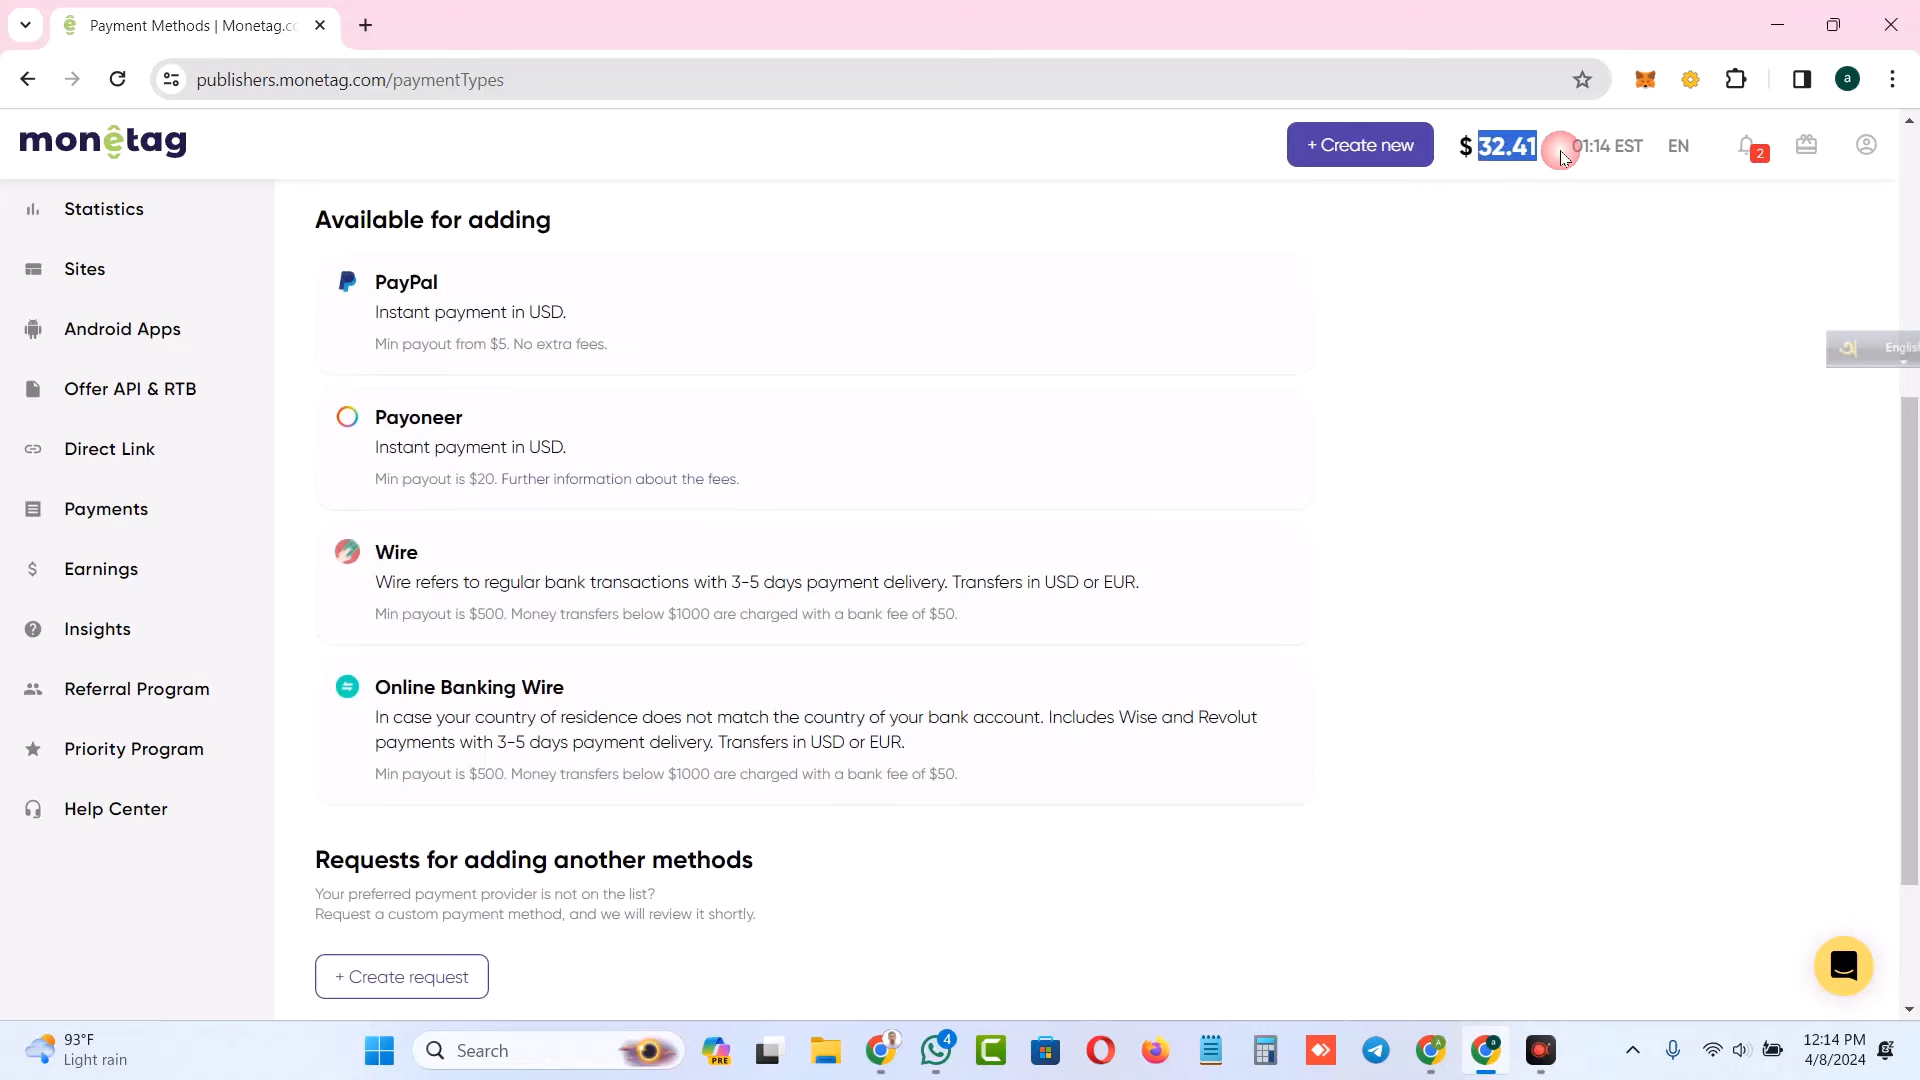 Payment Methods | Monetag.co
publishers.monetag.com/paymentTypes
a
monetag
+ Create new
$ 32.41
01:14 EST
EN
2
Statistics
Sites
Android Apps
Offer API & RTB
Direct Link
Payments
Earnings
Insights
Referral Program
Priority Program
Help Center
Available for adding
PayPal
Instant payment in USD.
Min payout from $5. No extra fees.
Payoneer
Instant payment in USD.
Min payout is $20. Further information about the fees.
Wire
Wire refers to regular bank transactions with 3-5 days payment delivery. Transfers in USD or EUR.
Min payout is $500. Money transfers below $1000 are charged with a bank fee of $50.
Online Banking Wire
In case your country of residence does not match the country of your bank account. Includes Wise and Revolut
payments with 3-5 days payment delivery. Transfers in USD or EUR.
Min payout is $500. Money transfers below $1000 are charged with a bank fee of $50.
Requests for adding another methods
Your preferred payment provider is not on the list?
Request a custom payment method, and we will review it shortly.
+ Create request
অ
Englis
93°F
Light rain
Search
PRE
4
A
a
12:14 PM
4/8/2024